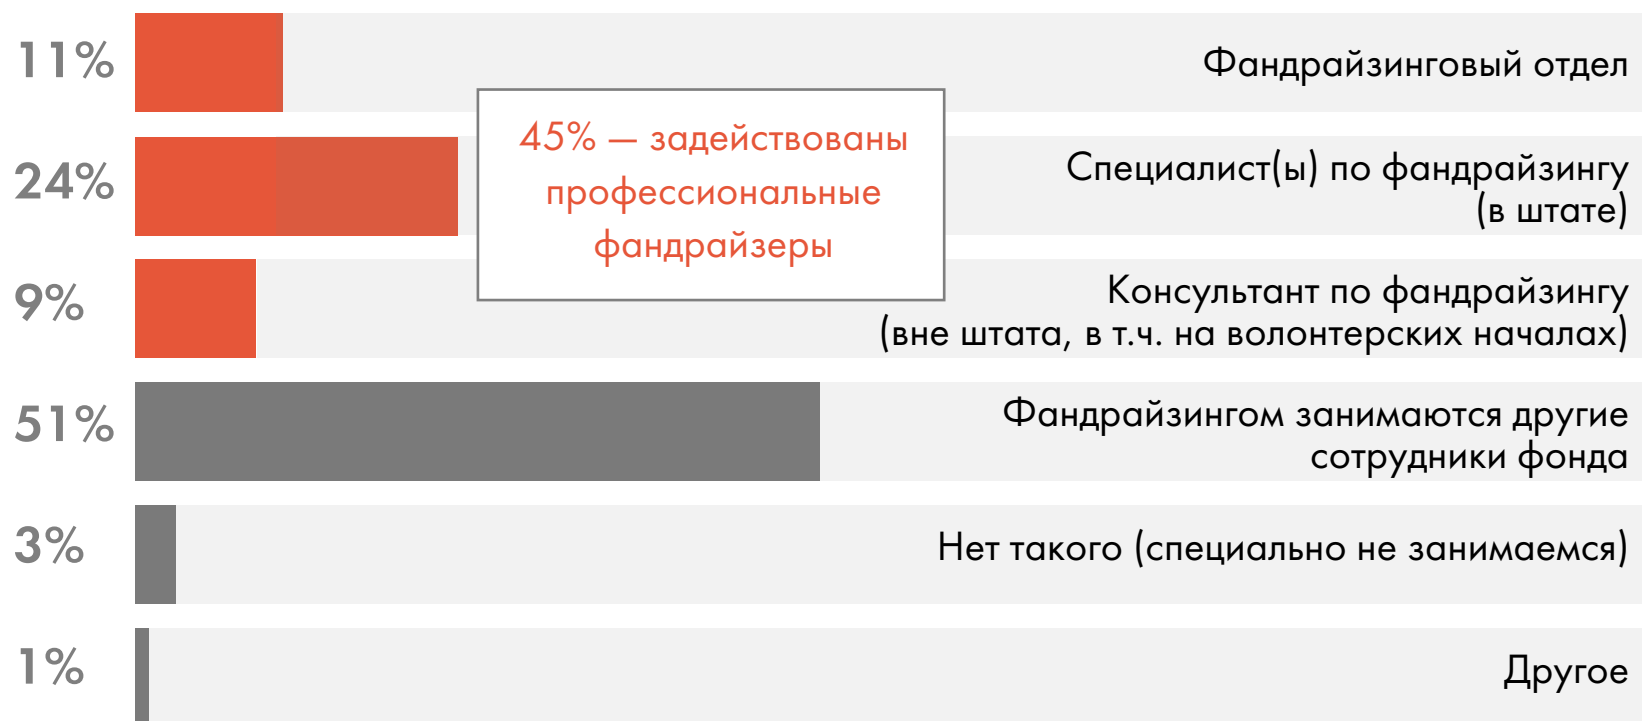 11%
Фандрайзинговый отдел
45% — задействованы
профессиональные
фандрайзеры
24%
Специалист(ы) по фандрайзингу
(в штате)
9%
Консультант по фандрайзингу
(вне штата, в т.ч. на волонтерских началах)
51%
Фандрайзингом занимаются другие
сотрудники фонда
3%
Нет такого (специально не занимаемся)
1%
Другое